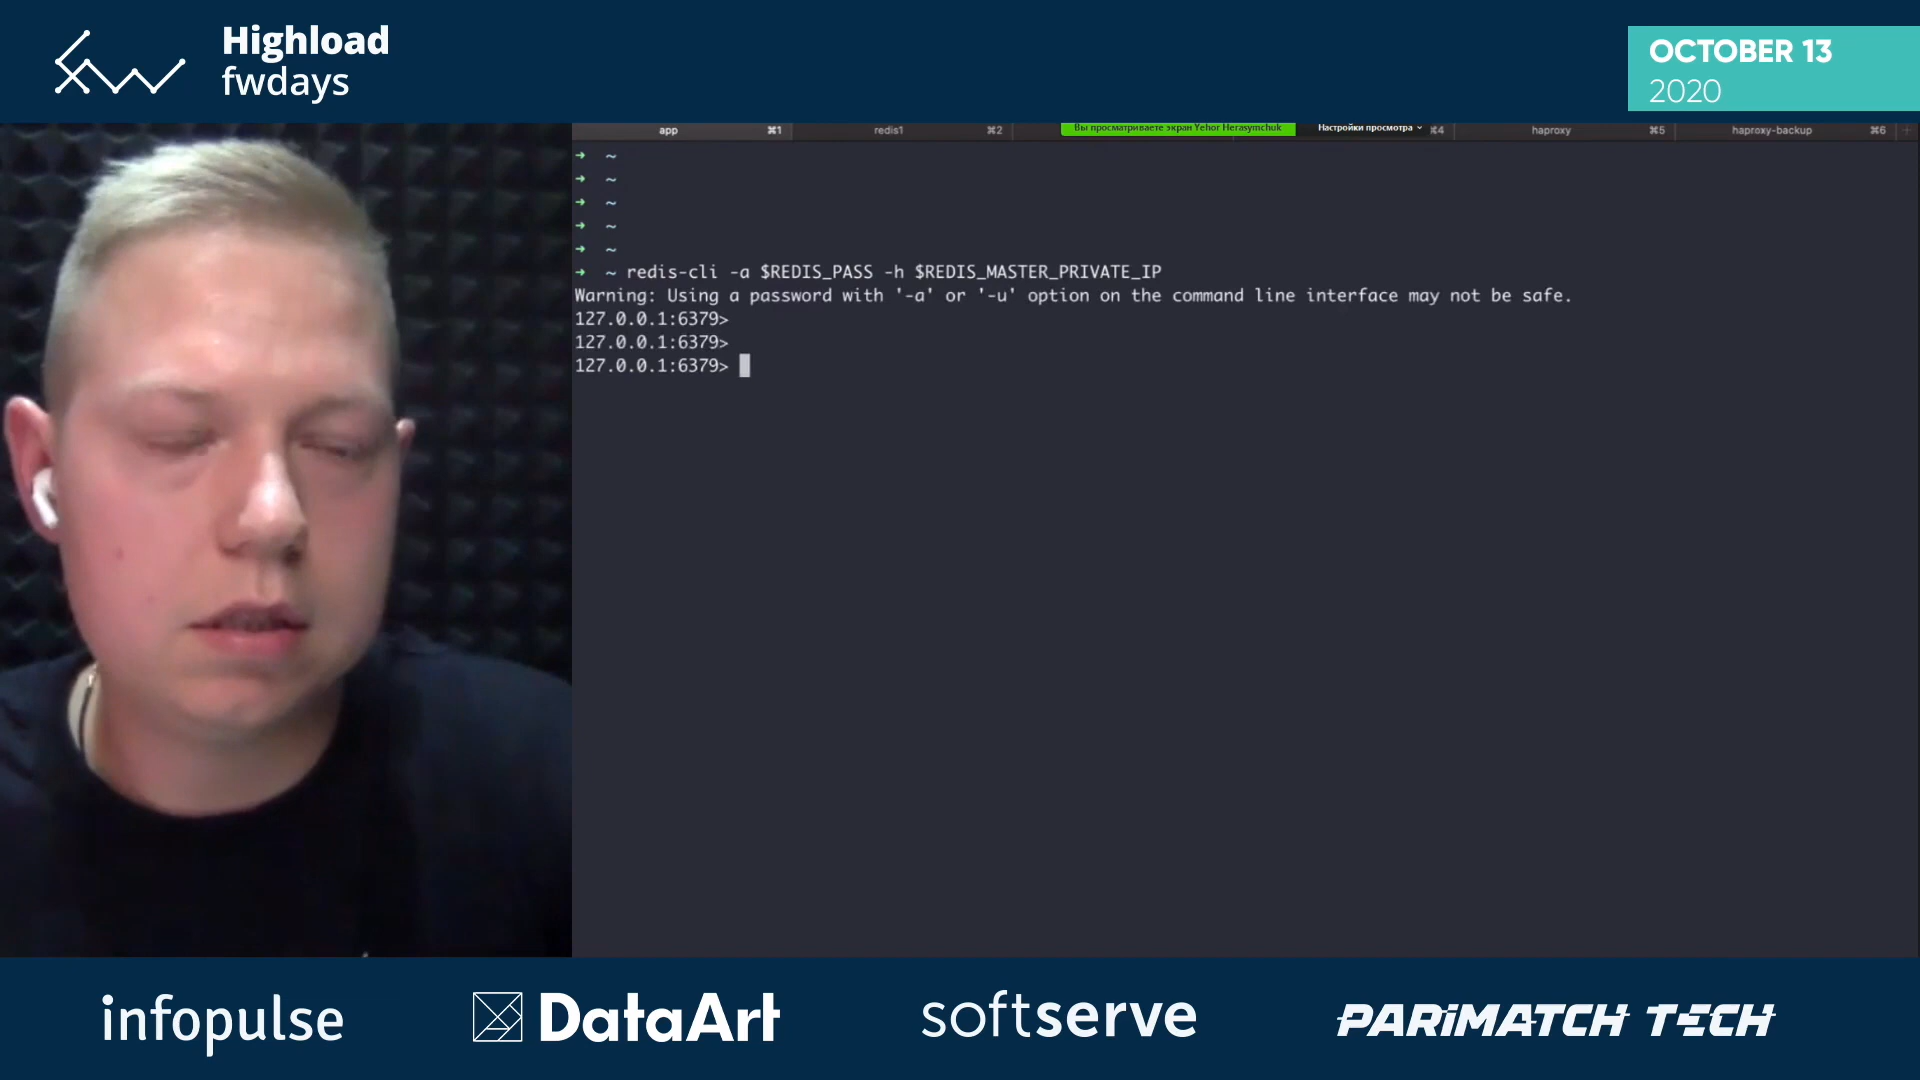 Highload
fwdays
OCTOBER 13
2020
app ⌘1 redis1 ⌘2 Вы просматриваете экран Yehor Herasymchuk Настройки просмотра ⌘4 haproxy ⌘5 haproxy-backup ⌘6 +
➜ ~
➜ ~
➜ ~
➜ ~
➜ ~
➜ ~ redis-cli -a $REDIS_PASS -h $REDIS_MASTER_PRIVATE_IP
Warning: Using a password with '-a' or '-u' option on the command line interface may not be safe.
127.0.0.1:6379>
127.0.0.1:6379>
127.0.0.1:6379>
infopulse
DataArt
softserve
PARIMATCH TECH